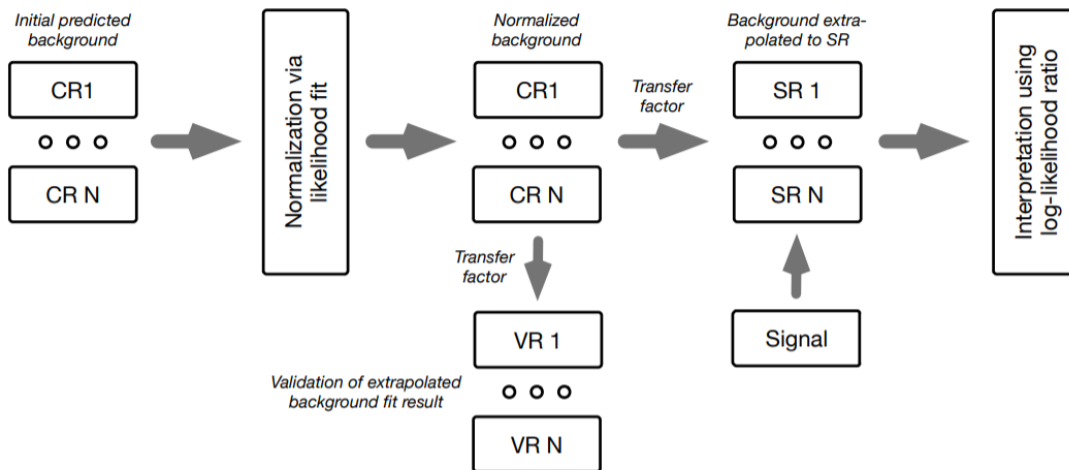 Initial predicted
background
CR1
CR N
Normalization via
likelihood fit
Normalized
background
CR1
CR N
Transfer
factor
Background extra-
polated to SR
SR 1
SR N
Interpretation using
log-likelihood ratio
Transfer
factor
VR 1
VR N
Validation of extrapolated
background fit result
Signal